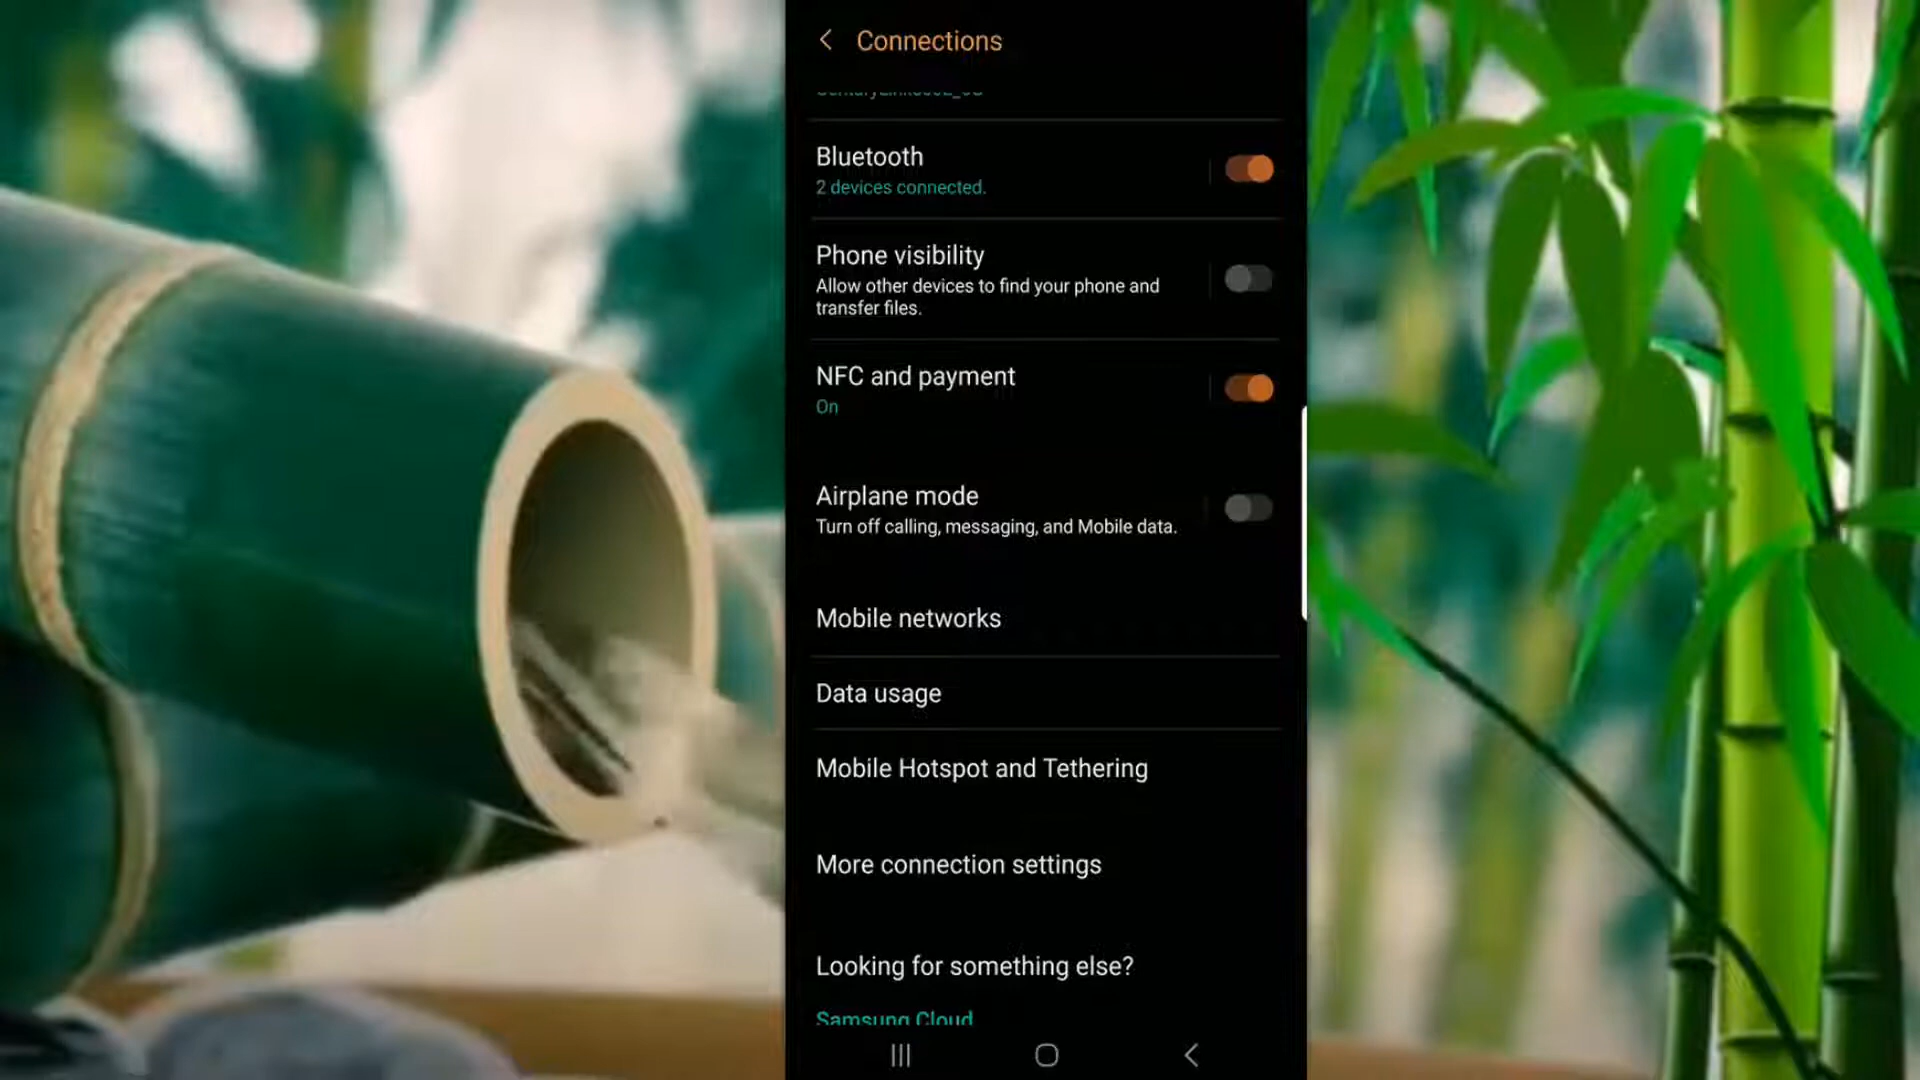 Connections
Bluetooth
2 devices connected.
Phone visibility
Allow other devices to find your phone and
transfer files.
NFC and payment
On
Airplane mode
Turn off calling, messaging, and Mobile data.
Mobile networks
Data usage
Mobile Hotspot and Tethering
More connection settings
Looking for something else?
Samsung Cloud